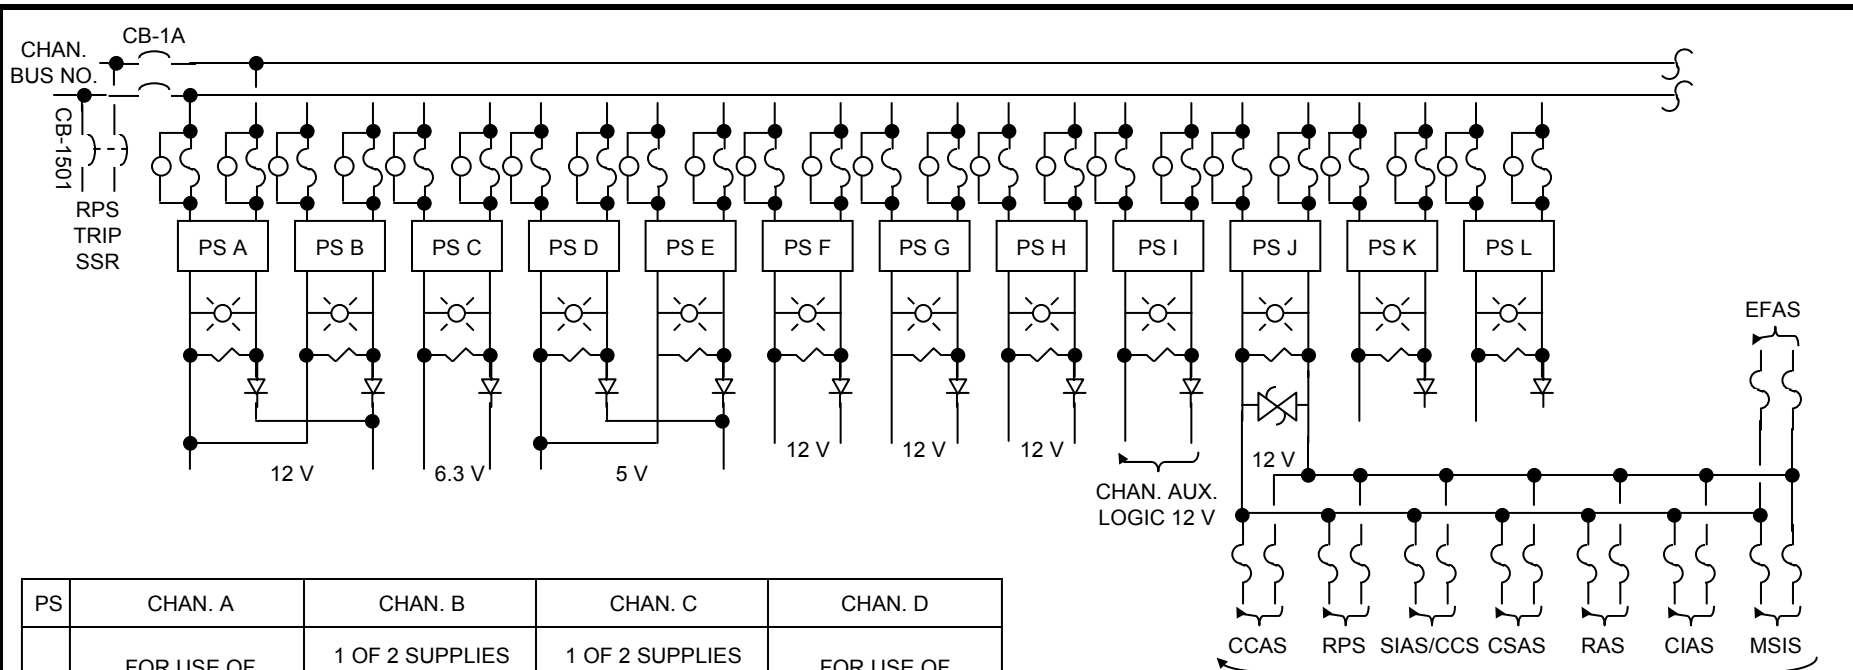 CB-1A
CHAN.
BUS NO.
CB-1501
RPS
TRIP
SSR
PS A PS B PS C PS D PS E PS F PS G PS H PS I PS J PS K PS L
EFAS
12 V 6.3 V 5 V 12 V 12 V 12 V 12 V
CHAN. AUX.
LOGIC 12 V
CCAS RPS SIAS/CCS CSAS RAS CIAS MSIS
PS CHAN. A CHAN. B CHAN. C CHAN. D
1 OF 2 SUPPLIES 1 OF 2 SUPPLIES
FOR USE OF FOR USE OF